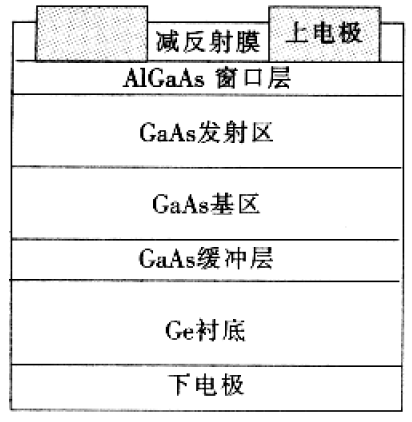 减反射膜
上电极
AlGaAs 窗口层
GaAs发射区
GaAs基区
GaAs缓冲层
Ge衬底
下电极